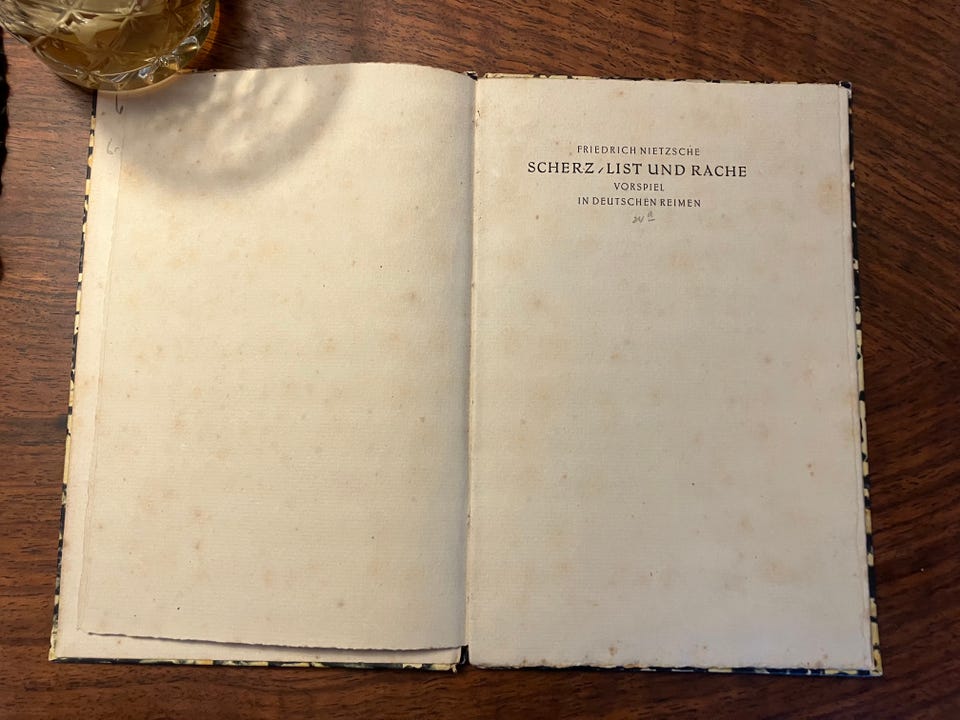 FRIEDRICH NIETZSCHE
SCHERZ, LIST UND RACHE
VORSPIEL
IN DEUTSCHEN REIMEN